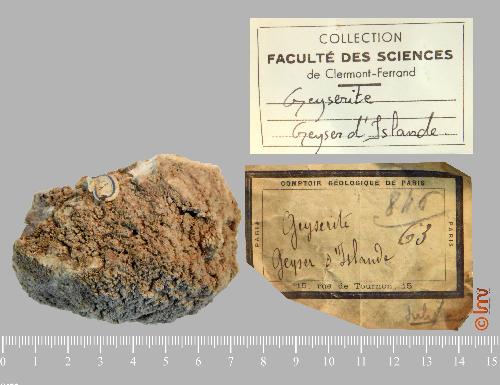 COLLECTION
FACULTÉ DES SCIENCES
de Clermont-Ferrand
Geyserite
Geyser d'Islande
COMPTOIR GÉOLOGIQUE DE PARIS
PARIS
PARIS
846
63
Geyserite
Geyser d'Islande
15, rue de Tournon, 15
© lmv
0 1 2 3 4 5 6 7 8 9 10 11 12 13 14 15